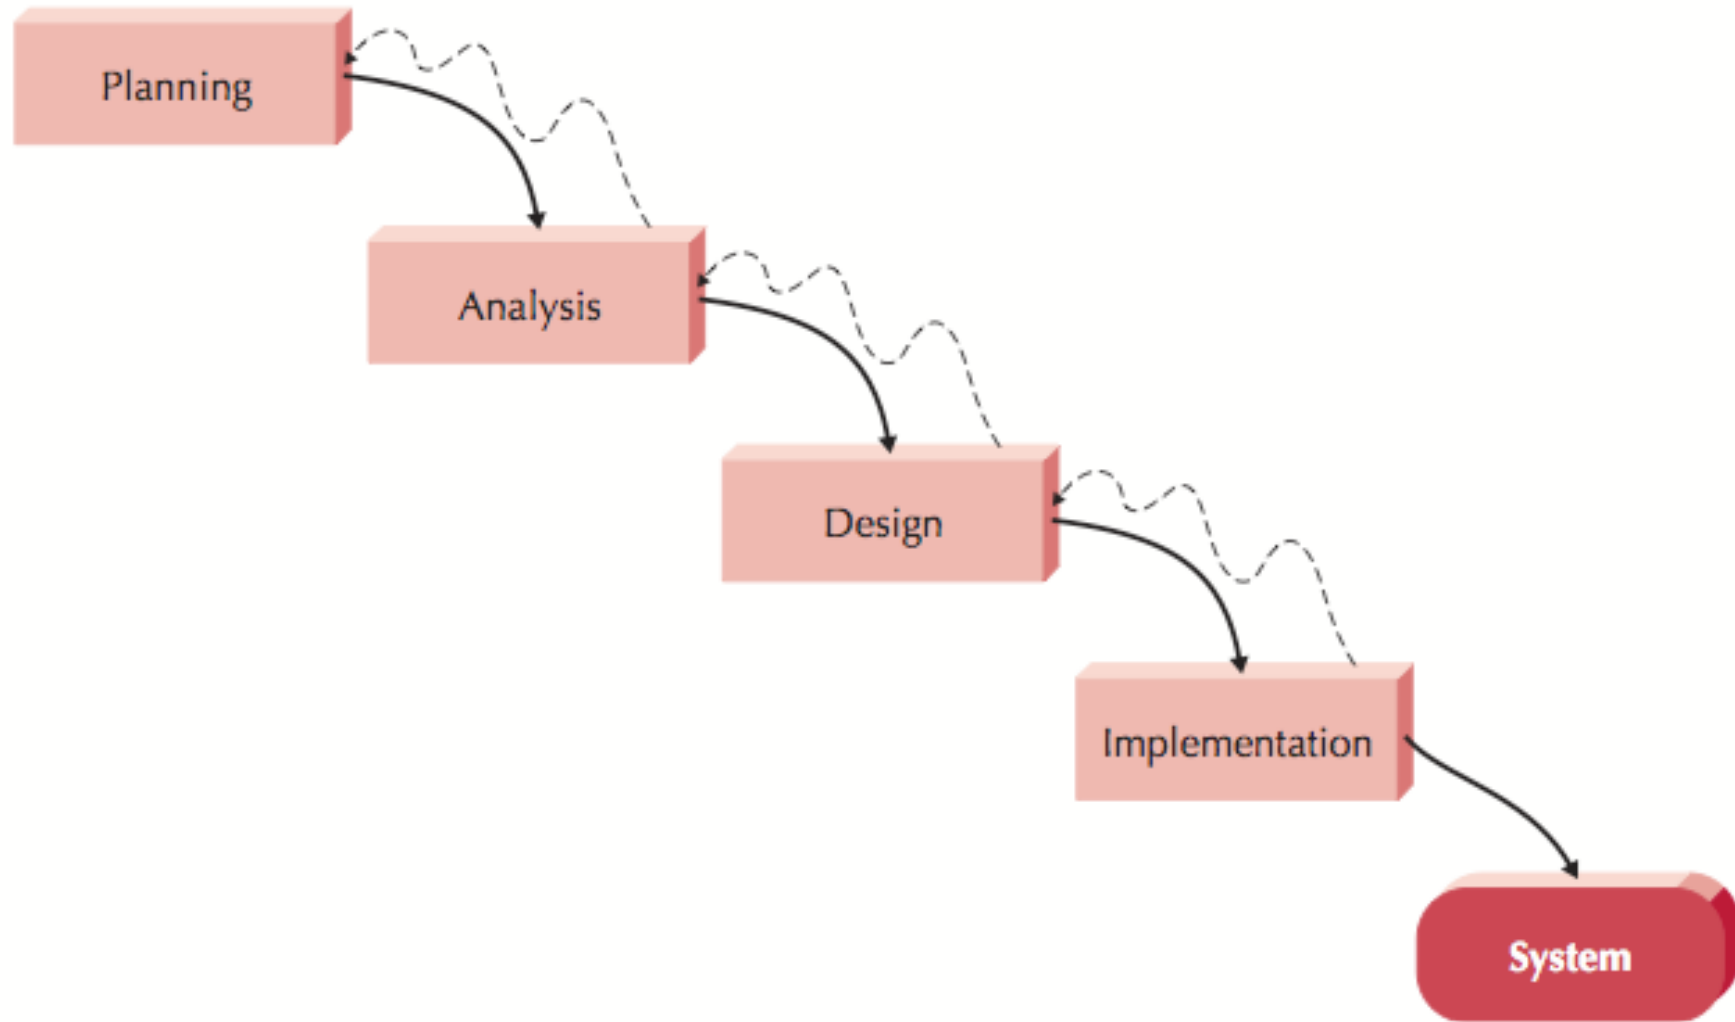 Planning
Analysis
Design
Implementation
System